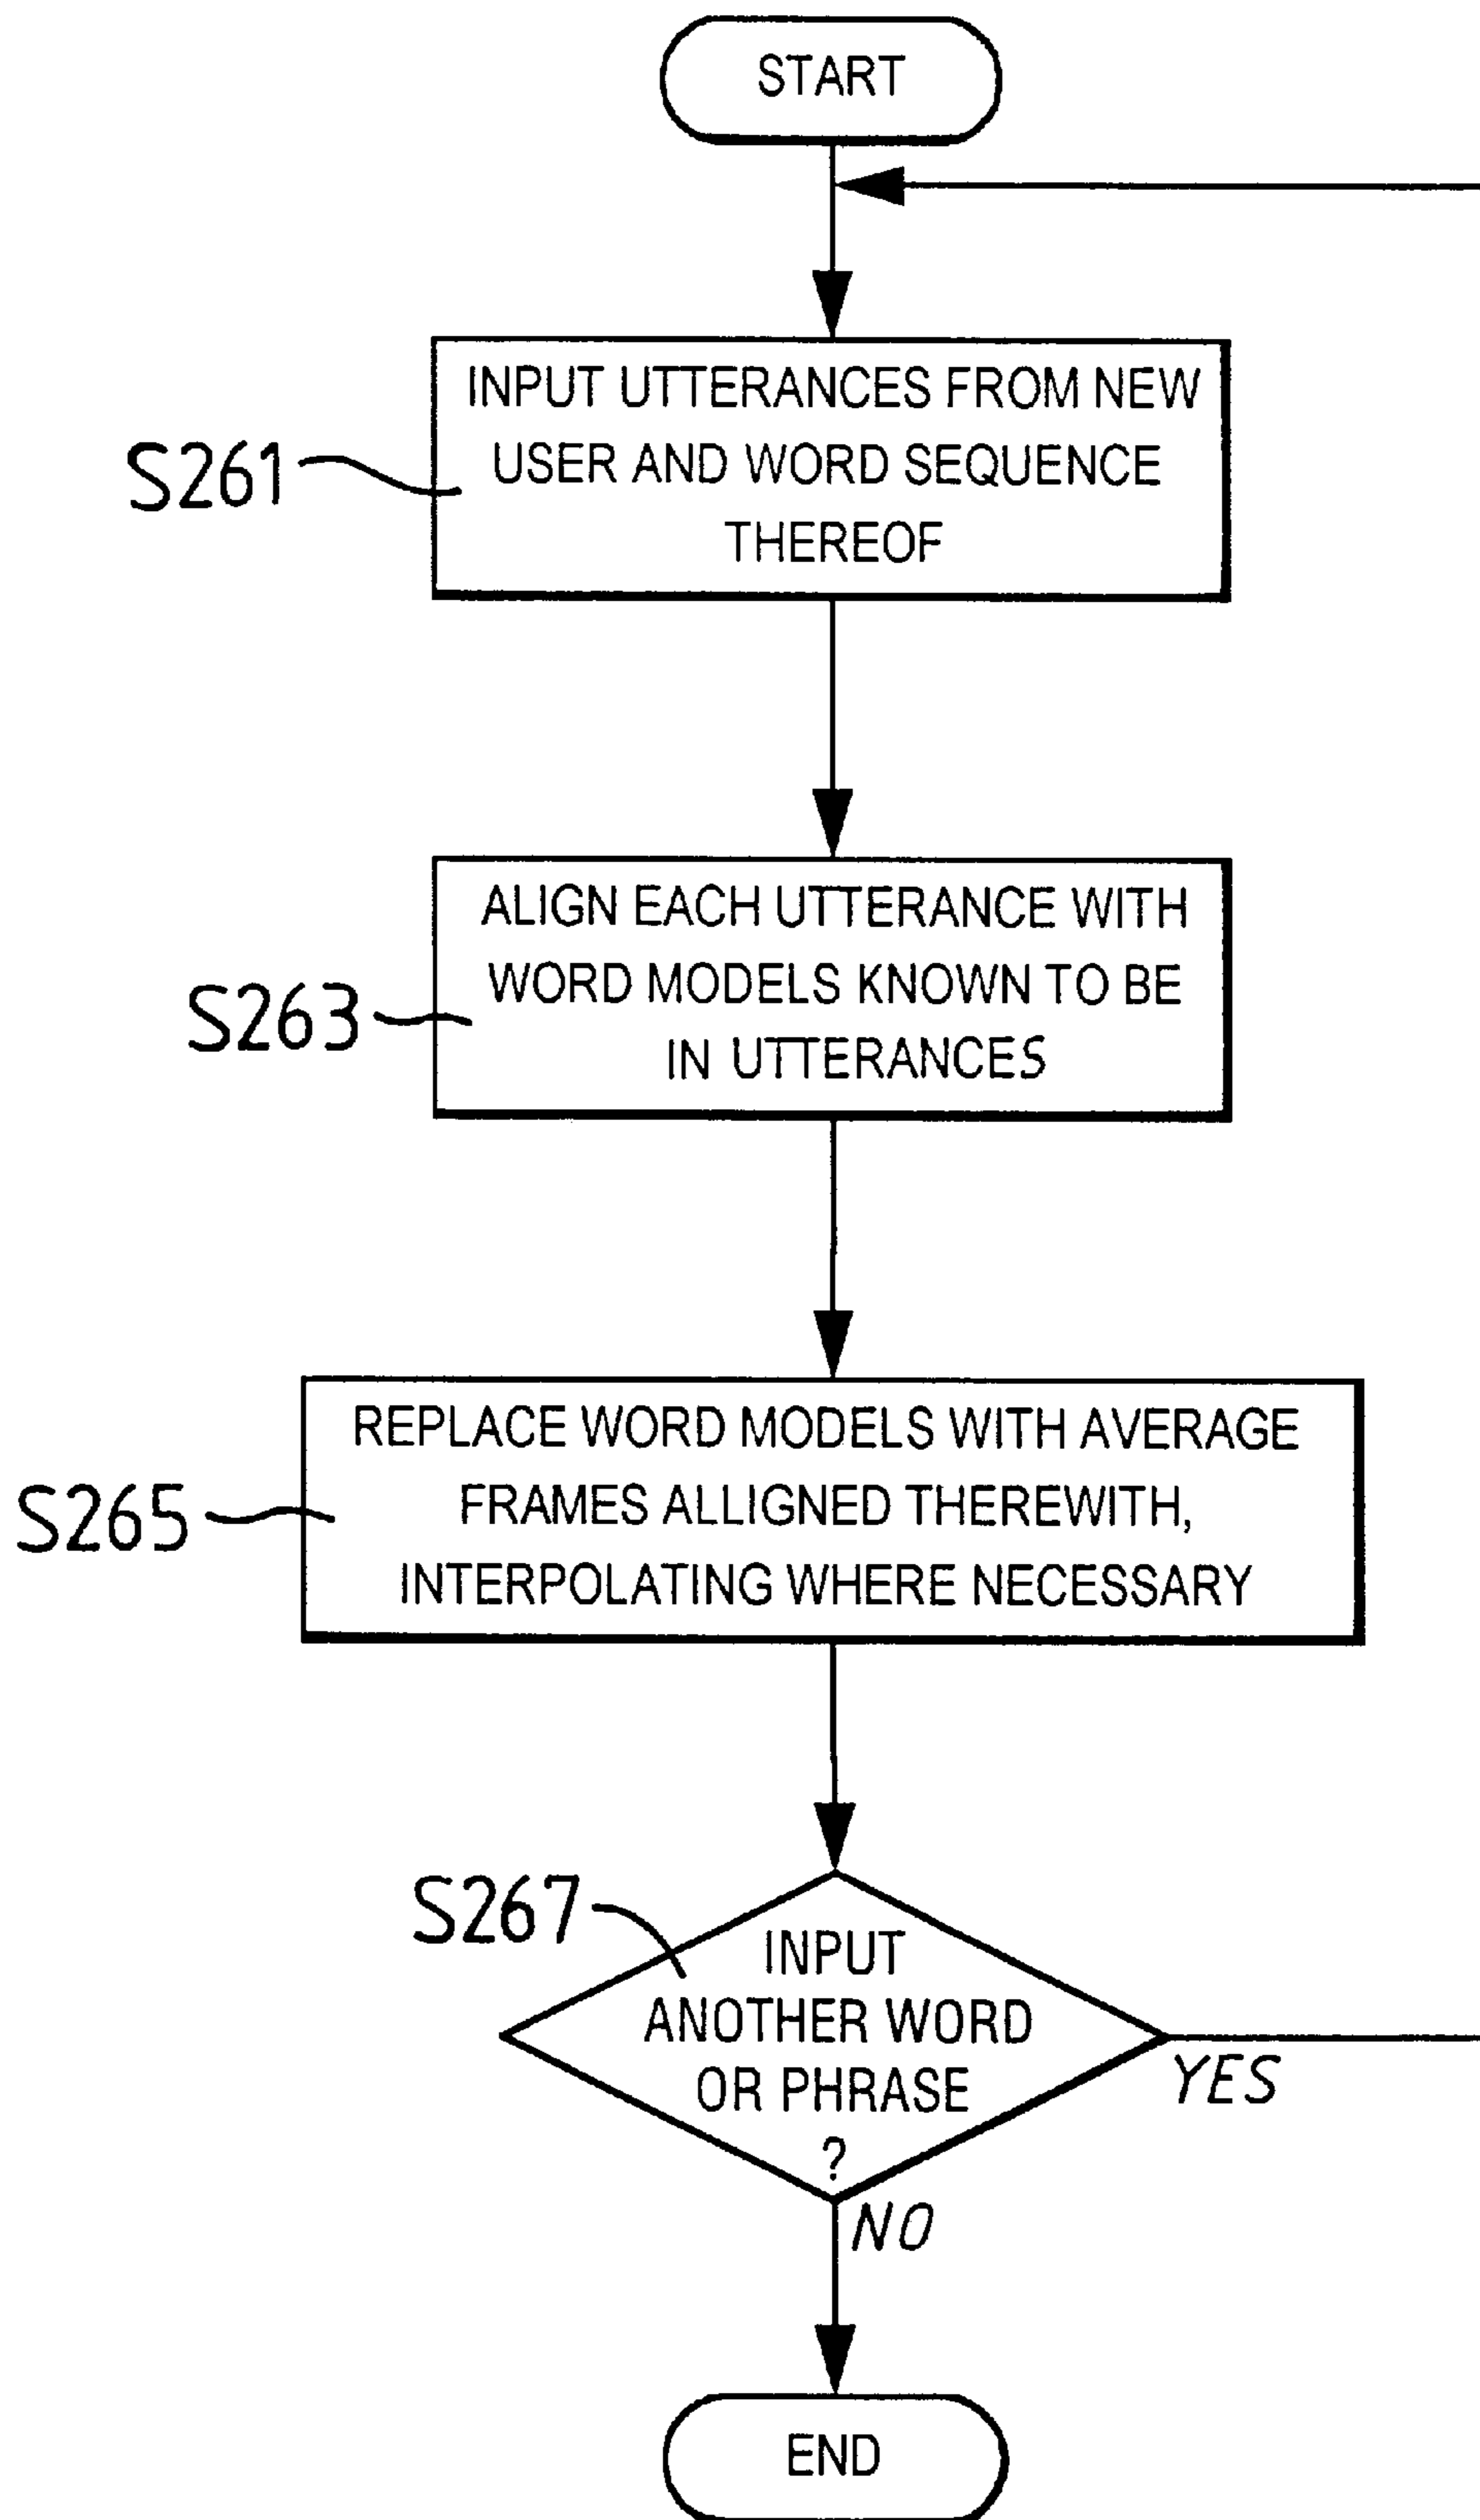 START
INPUT UTTERANCES FROM NEW
USER AND WORD SEQUENCE
THEREOF
S261
ALIGN EACH UTTERANCE WITH
WORD MODELS KNOWN TO BE
IN UTTERANCES
S263
REPLACE WORD MODELS WITH AVERAGE
FRAMES ALLIGNED THEREWITH,
INTERPOLATING WHERE NECESSARY
S265
S267
INPUT
ANOTHER WORD
OR PHRASE
?
YES
NO
END